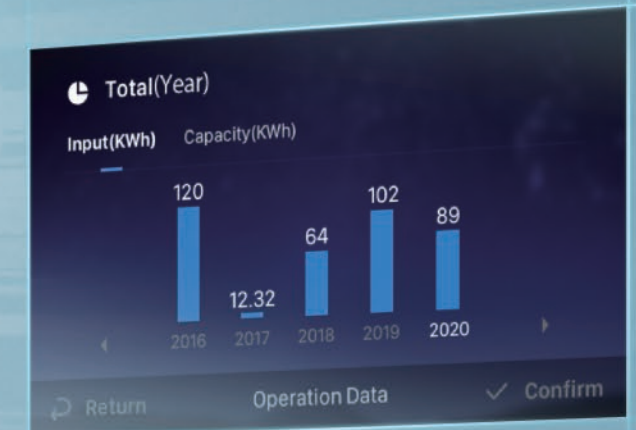 Total(Year)
Input(KWh) Capacity(KWh)
120
12.32
64
102
89
2016 2017 2018 2019 2020
Return Operation Data Confirm